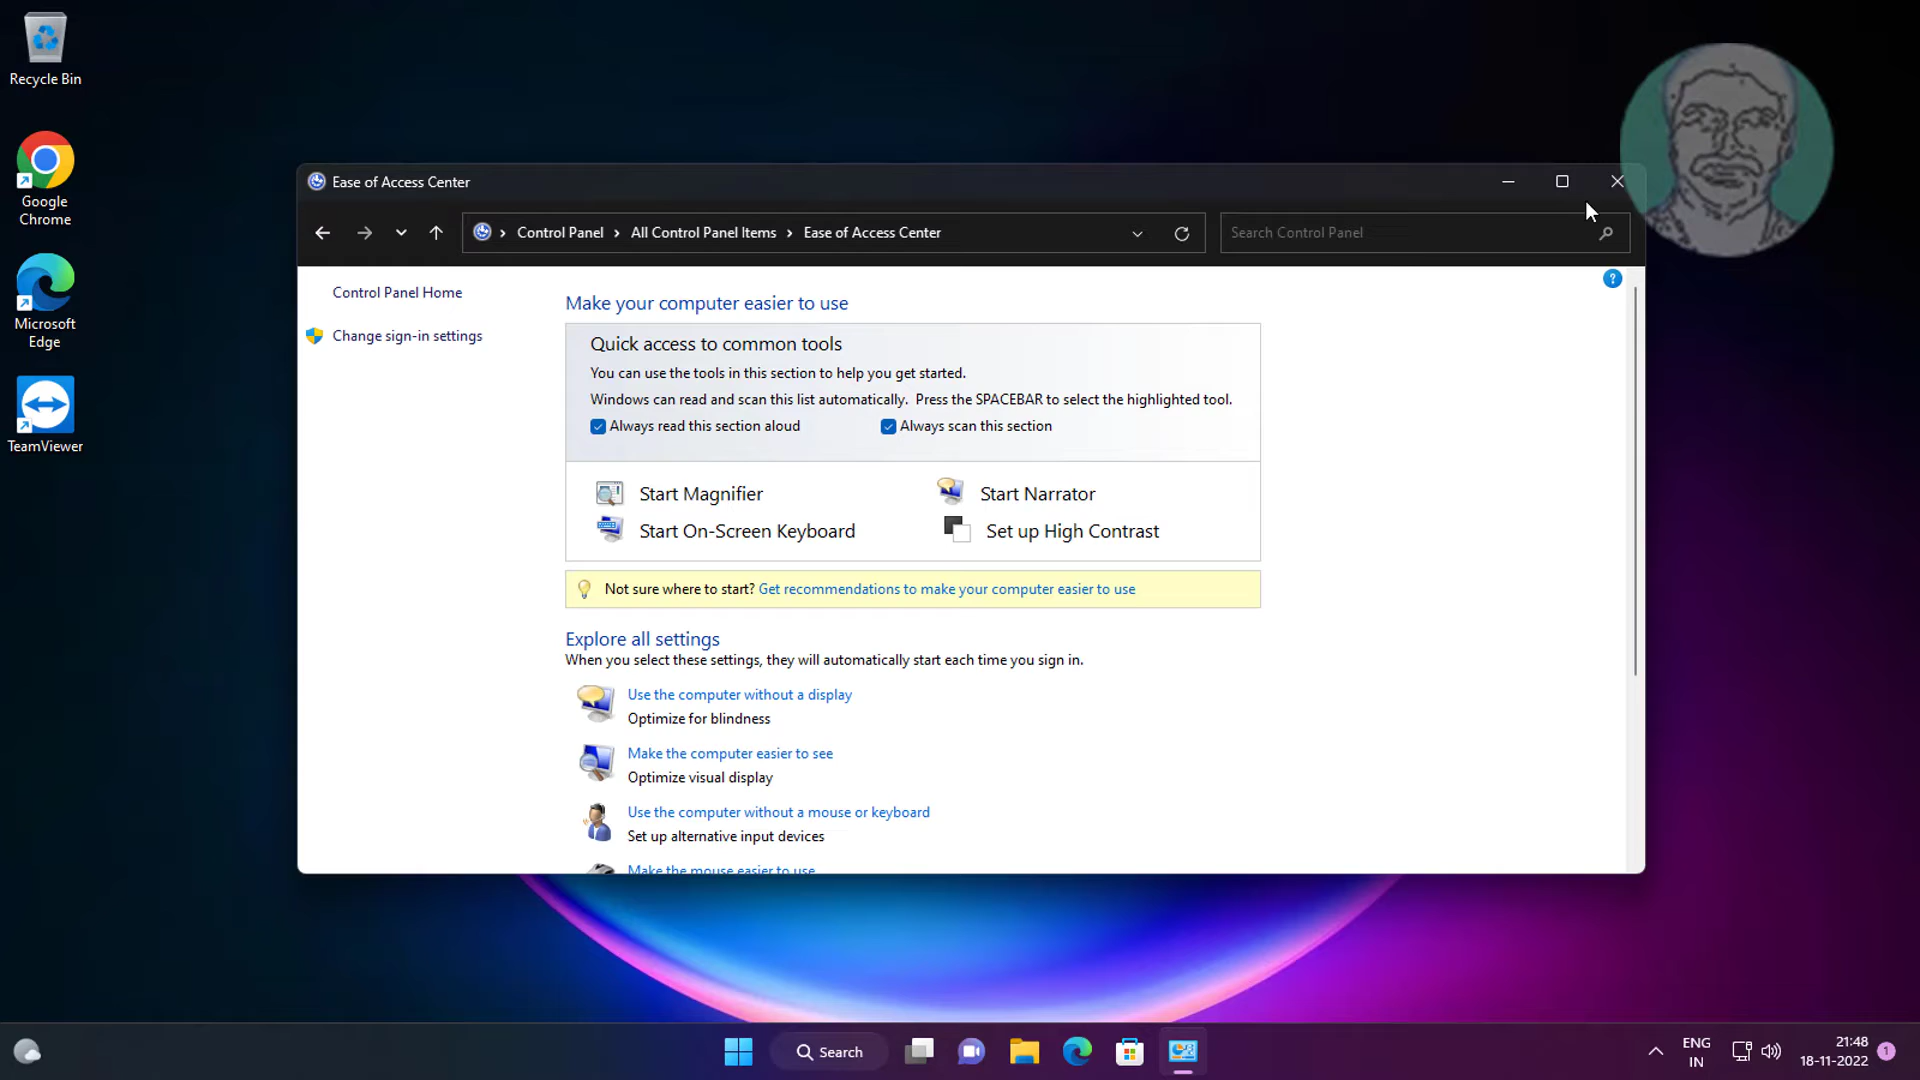 Recycle Bin
Google
Chrome
Microsoft
Edge
TeamViewer
Ease of Access Center
Control Panel
All Control Panel Items
Ease of Access Center
Search Control Panel
Control Panel Home
Change sign-in settings
Make your computer easier to use
Quick access to common tools
You can use the tools in this section to help you get started.
Windows can read and scan this list automatically. Press the SPACEBAR to select the highlighted tool.
Always read this section aloud
Always scan this section
Start Magnifier
Start Narrator
Start On-Screen Keyboard
Set up High Contrast
Not sure where to start? Get recommendations to make your computer easier to use
Explore all settings
When you select these settings, they will automatically start each time you sign in.
Use the computer without a display
Optimize for blindness
Make the computer easier to see
Optimize visual display
Use the computer without a mouse or keyboard
Set up alternative input devices
Make the mouse easier to use
Search
ENG
IN
21:48
18-11-2022
1